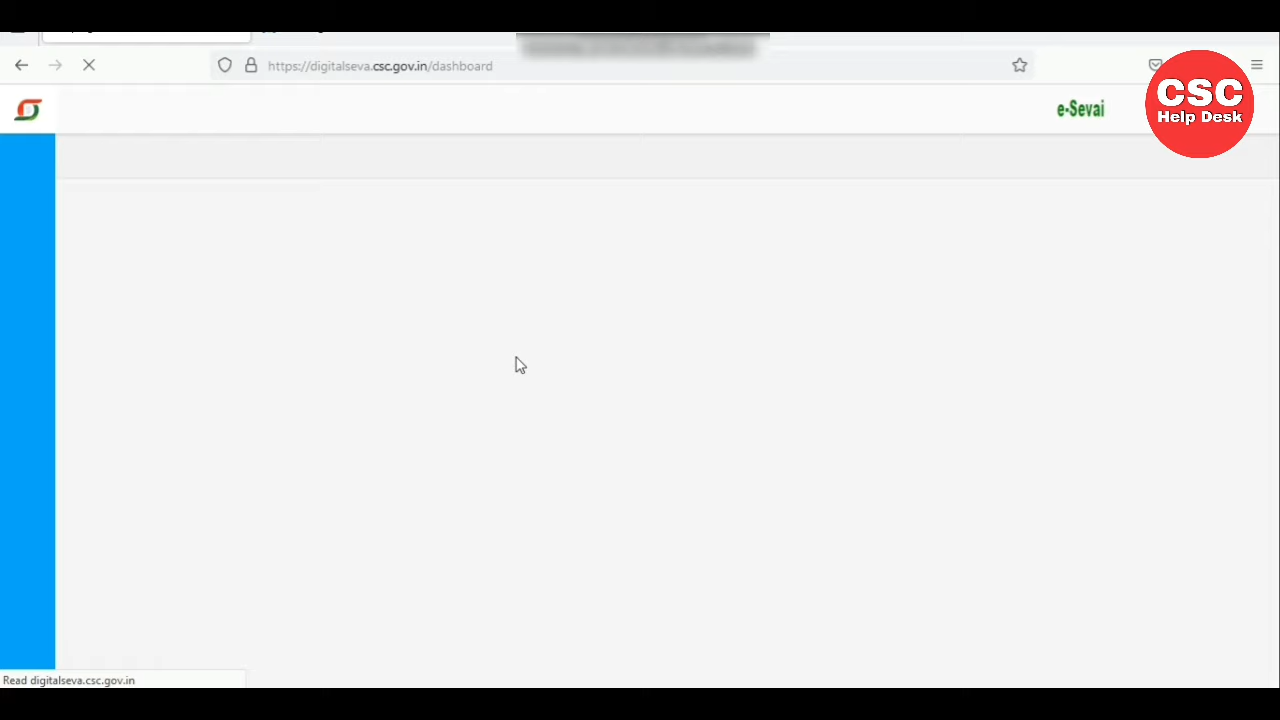 https://digitalseva.csc.gov.in/dashboard
e-Sevai
CSC
Help Desk
Read digitalseva.csc.gov.in